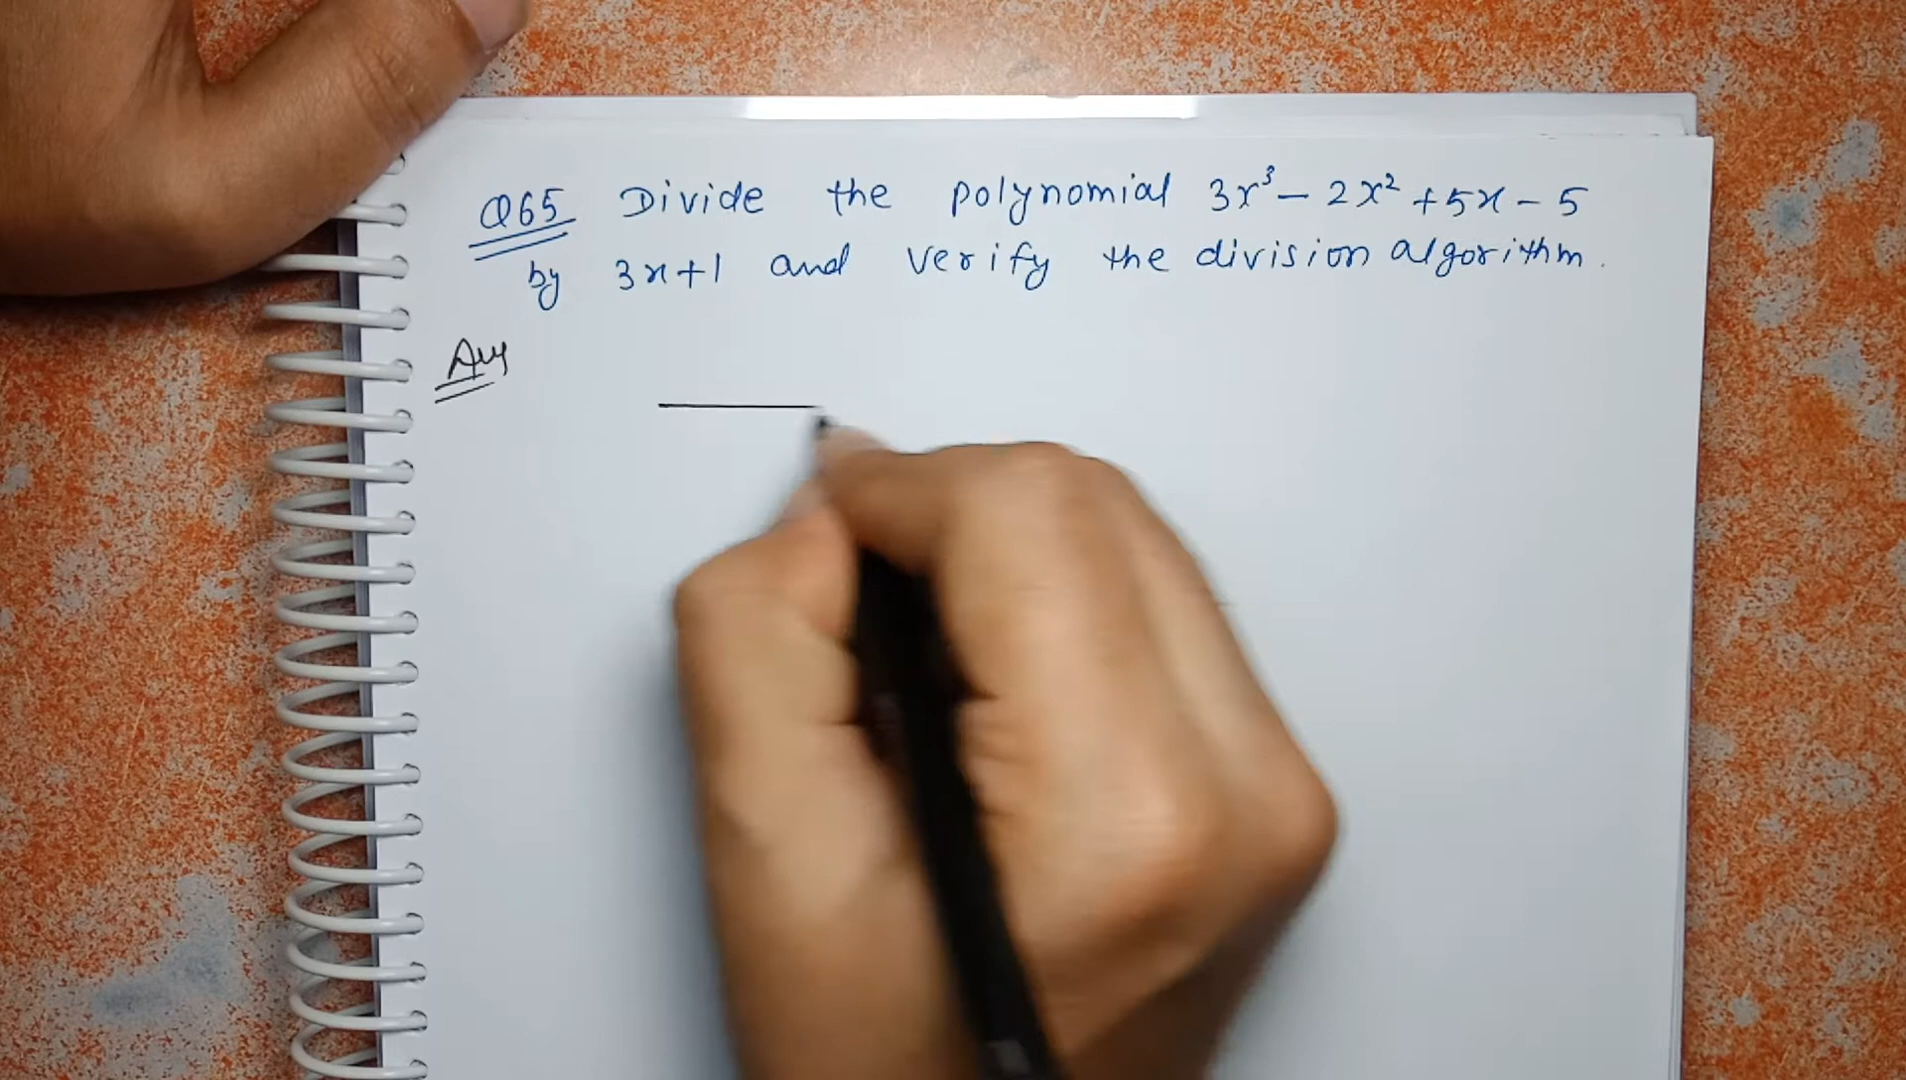 Q65 Divide the polynomial 3x³ - 2x² + 5x - 5
by 3x+1 and verify the division algorithm.
Ans